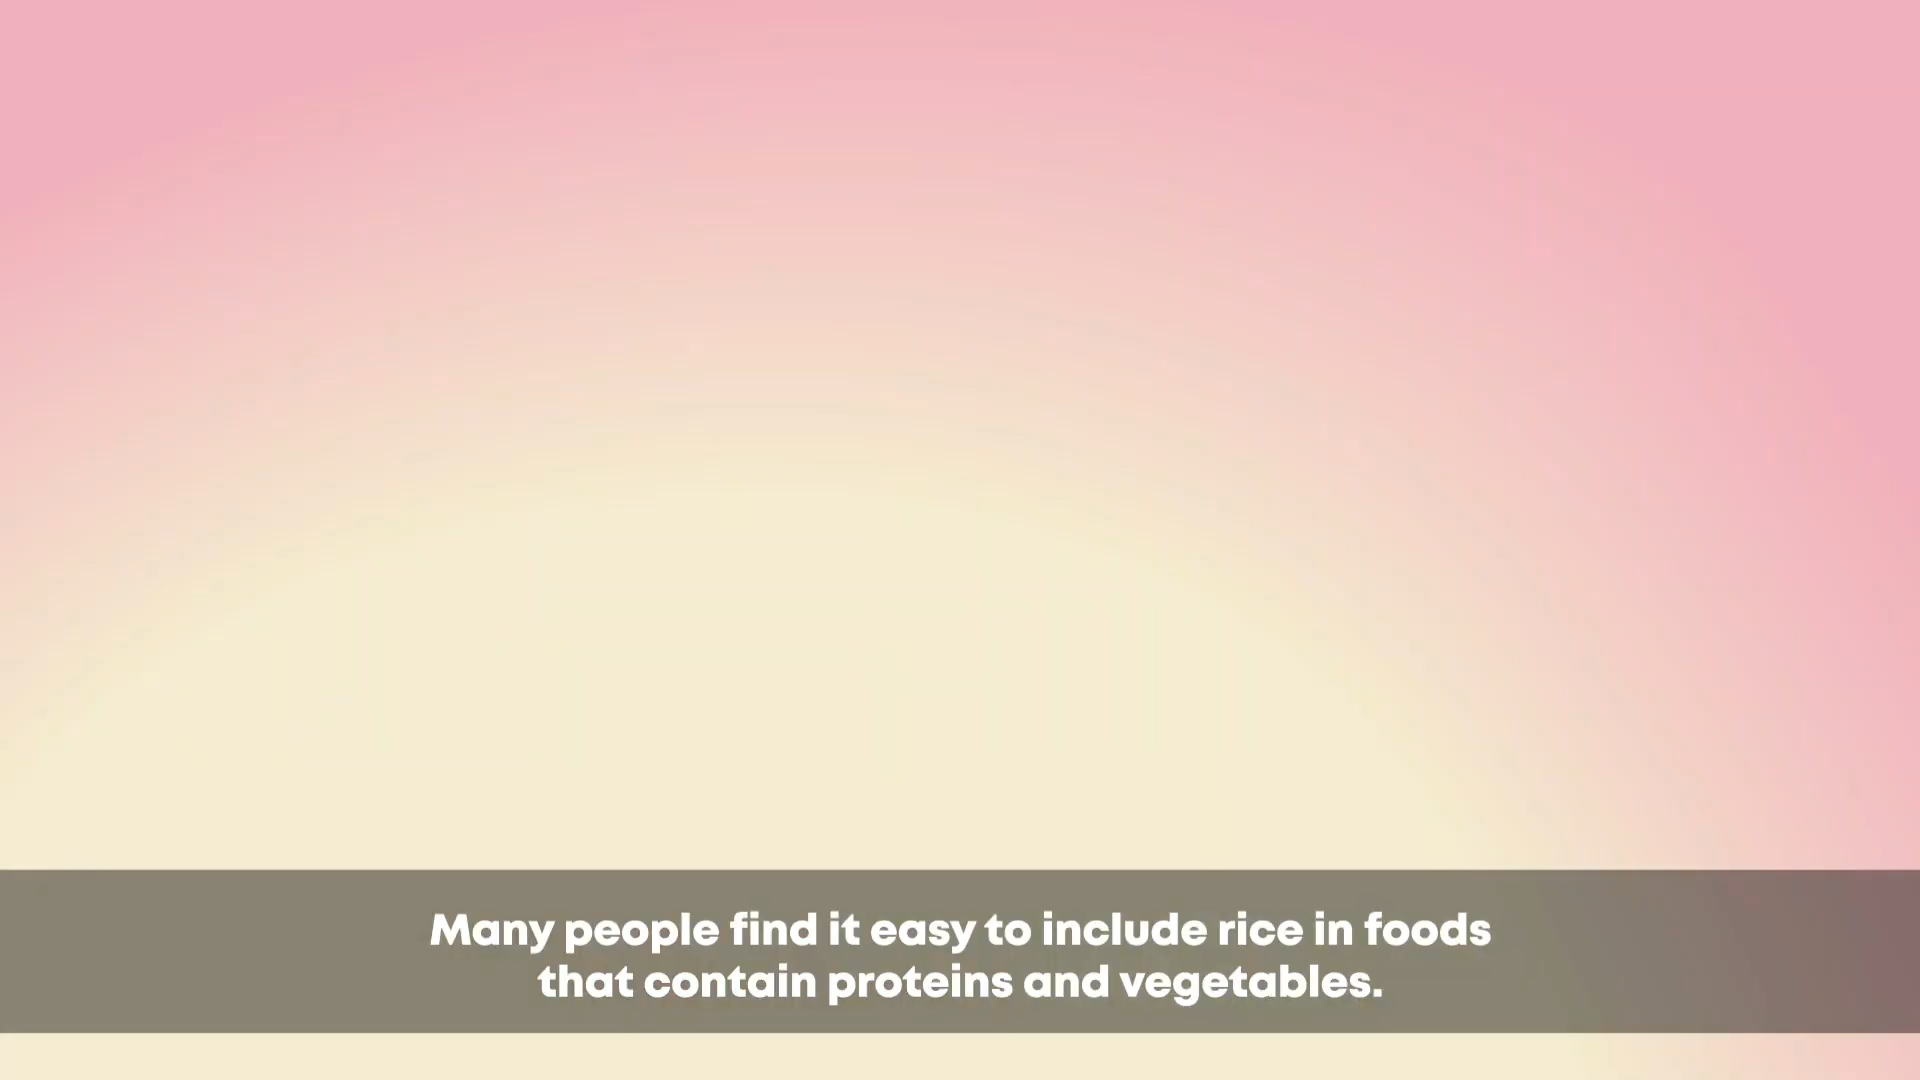 Many people find it easy to include rice in foods
that contain proteins and vegetables.